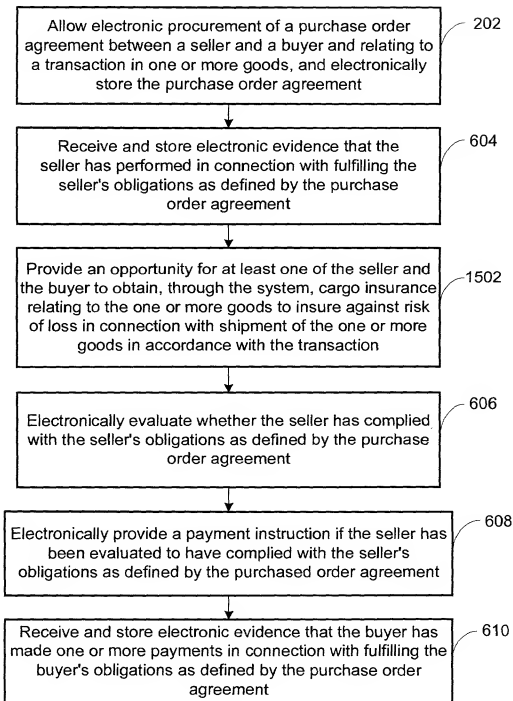 Allow electronic procurement of a purchase order
agreement between a seller and a buyer and relating to
a transaction in one or more goods, and electronically
store the purchase order agreement
202
Receive and store electronic evidence that the
seller has performed in connection with fulfilling the
seller's obligations as defined by the purchase
order agreement
604
Provide an opportunity for at least one of the seller and
the buyer to obtain, through the system, cargo insurance
relating to the one or more goods to insure against risk
of loss in connection with shipment of the one or more
goods in accordance with the transaction
1502
Electronically evaluate whether the seller has complied
with the seller's obligations as defined by the purchase
order agreement
606
Electronically provide a payment instruction if the seller has
been evaluated to have complied with the seller's
obligations as defined by the purchased order agreement
608
Receive and store electronic evidence that the buyer has
made one or more payments in connection with fulfilling the
buyer's obligations as defined by the purchase order
agreement
610